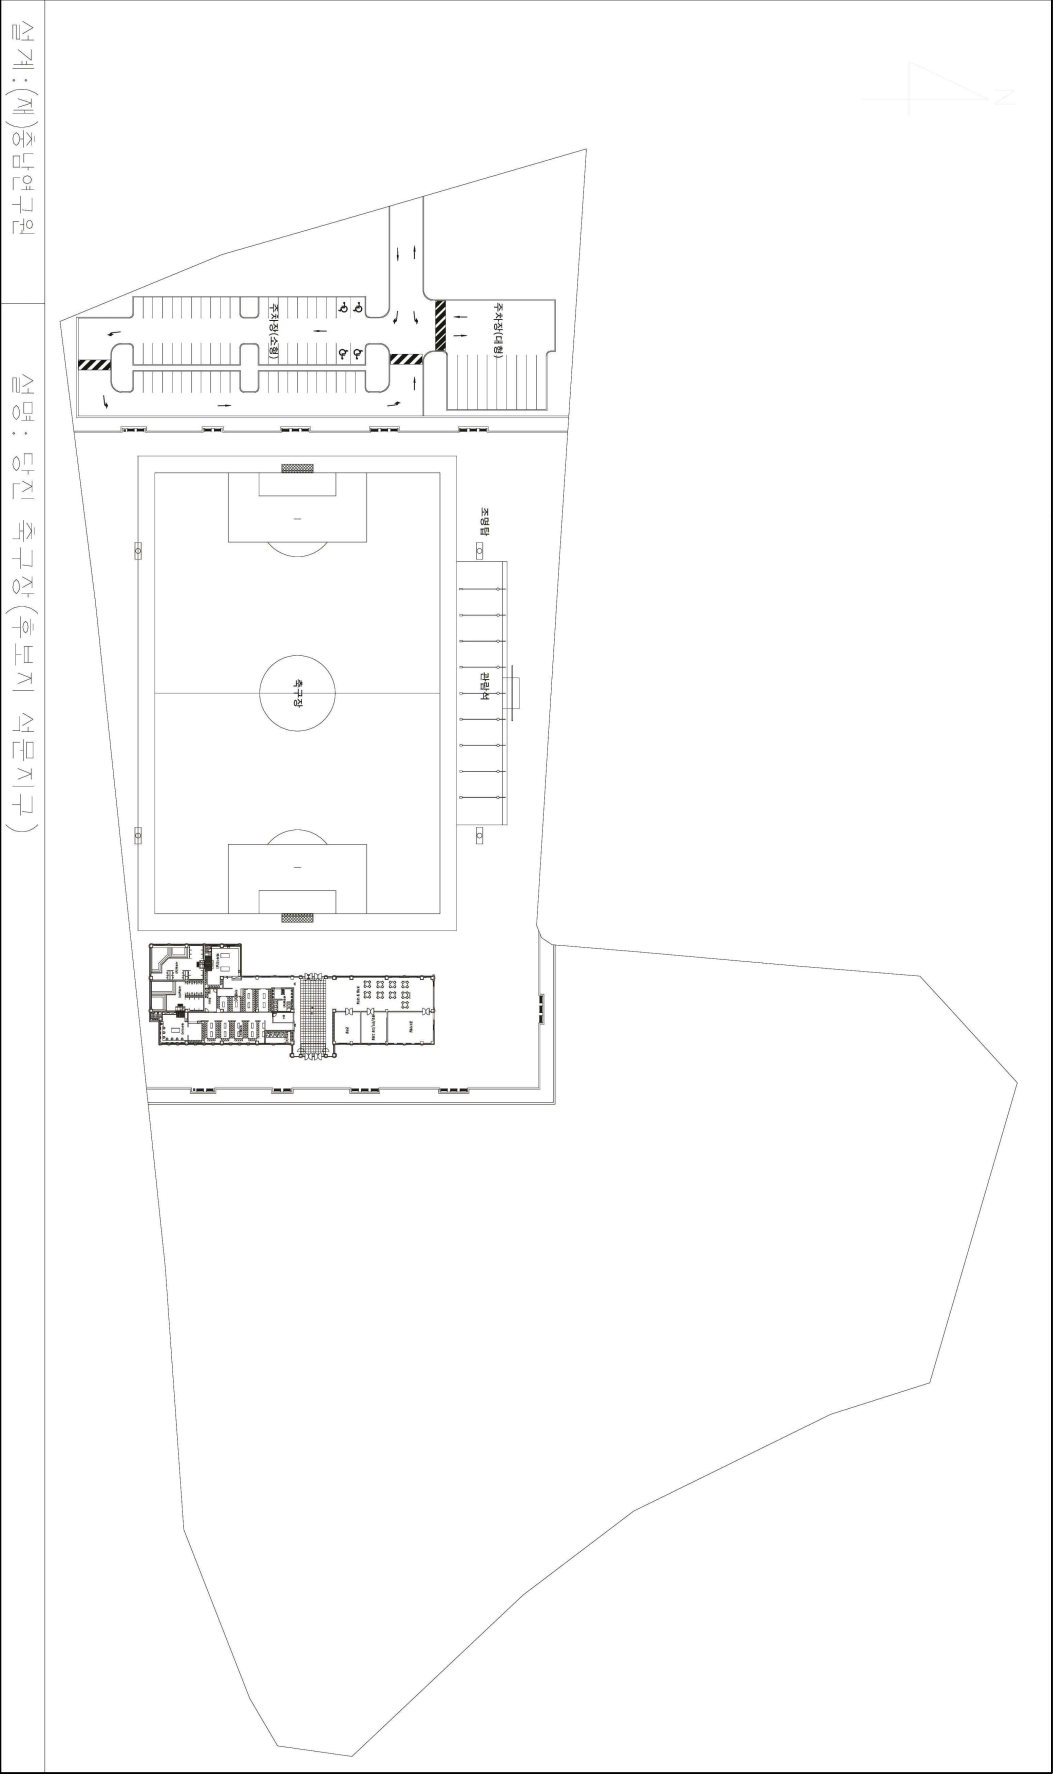 설계:(재)충남연구원
설명: 당진 축구장(후보지 석문지구)
N
주차장(대형)
주차장(소형)
조명탑
관람석
축구장